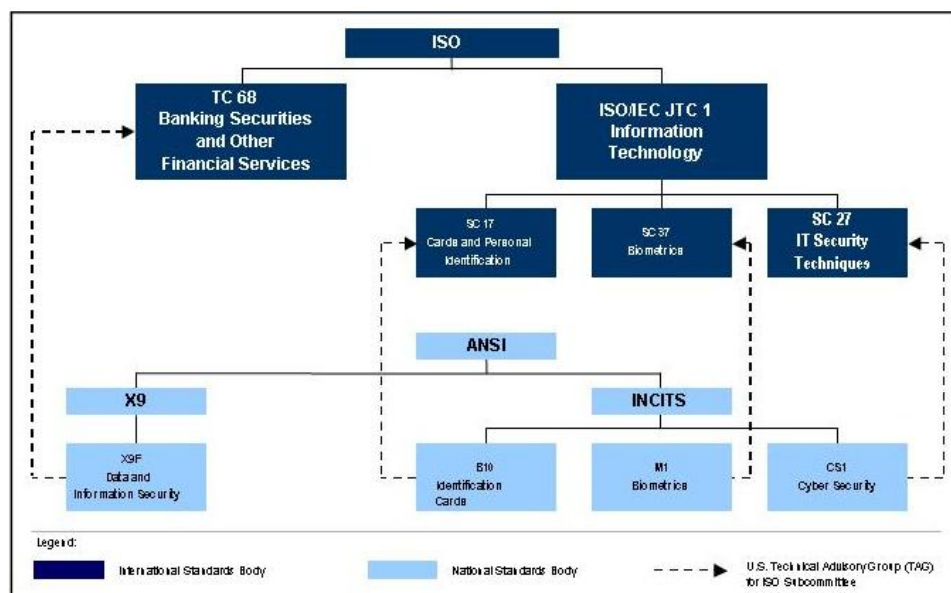 ISO
TC 68
Banking Securities
and Other
Financial Services
ISO/IEC JTC 1
Information
Technology
SC 17
Cards and Personal
Identification
SC 37
Biometrics
SC 27
IT Security
Techniques
ANSI
X9
INCITS
X9F
Data and
Information Security
B10
Identification
Cards
M1
Biometrics
CS1
Cyber Security
Legend:
International Standards Body
National Standards Body
U.S. Technical Advisory Group (TAG)
for ISO Subcommittee